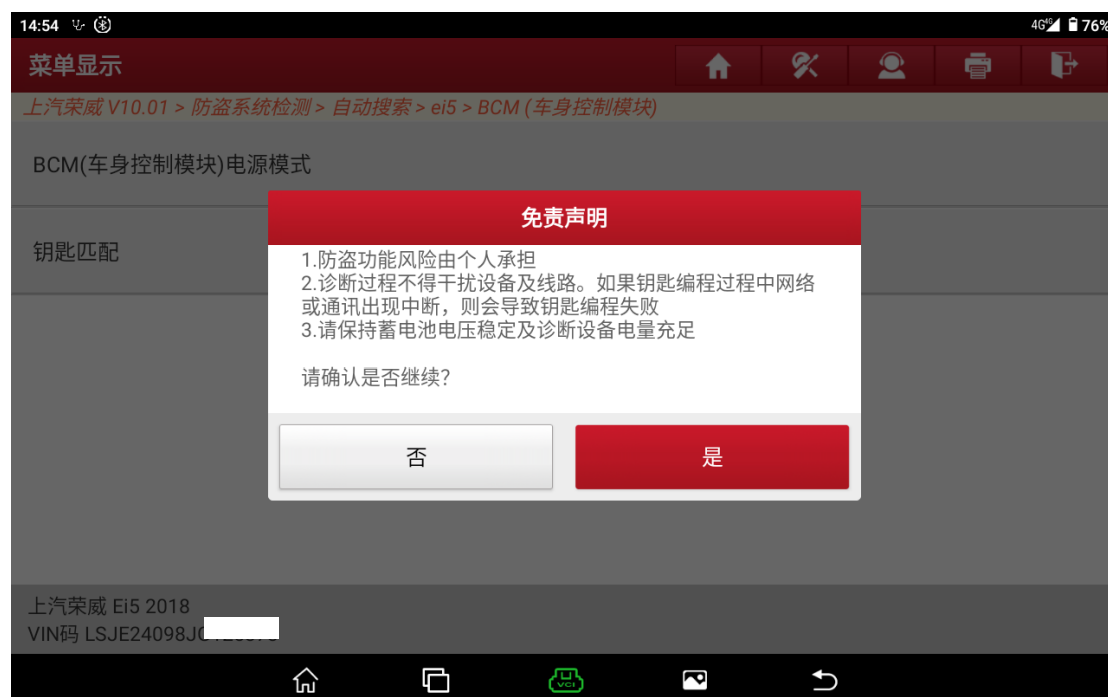 14:54
4G 4G 76%
菜单显示
上汽荣威 V10.01 > 防盗系统检测 > 自动搜索 > ei5 > BCM (车身控制模块)
BCM(车身控制模块)电源模式
免责声明
钥匙匹配
1.防盗功能风险由个人承担
2.诊断过程不得干扰设备及线路。如果钥匙编程过程中网络
或通讯出现中断，则会导致钥匙编程失败
3.请保持蓄电池电压稳定及诊断设备电量充足
请确认是否继续？
否
是
上汽荣威 Ei5 2018
VIN码 LSJE24098J
VCI